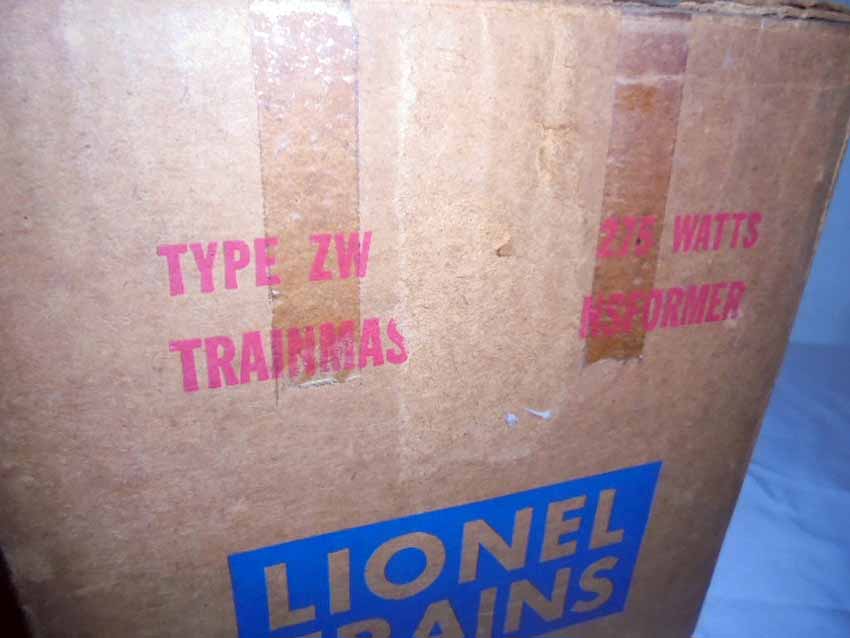 TYPE ZW 275 WATTS
TRAINMAS NSFORMER
LIONEL
TRAINS